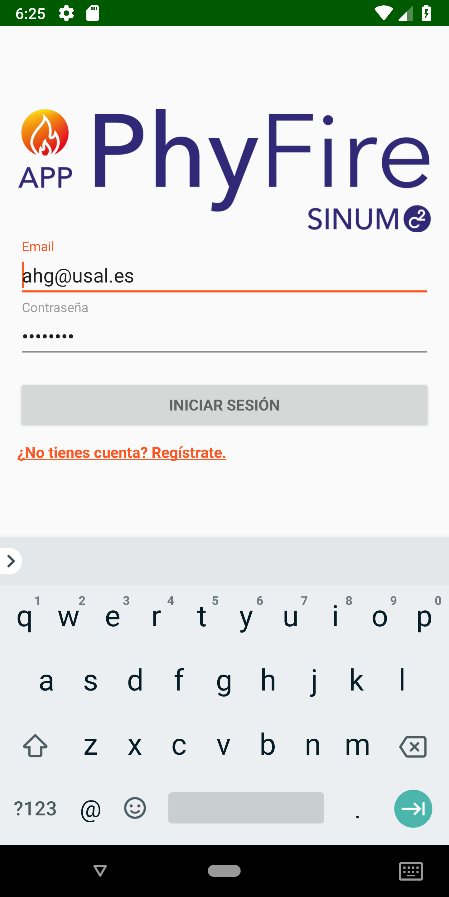 6:25
APP PhyFire
SINUM c2
Email
ahg@usal.es
Contraseña
••••••••
INICIAR SESIÓN
¿No tienes cuenta? Regístrate.
1 2 3 4 5 6 7 8 9 0
q w e r t y u i o p
a s d f g h j k l
z x c v b n m
?123 @ .